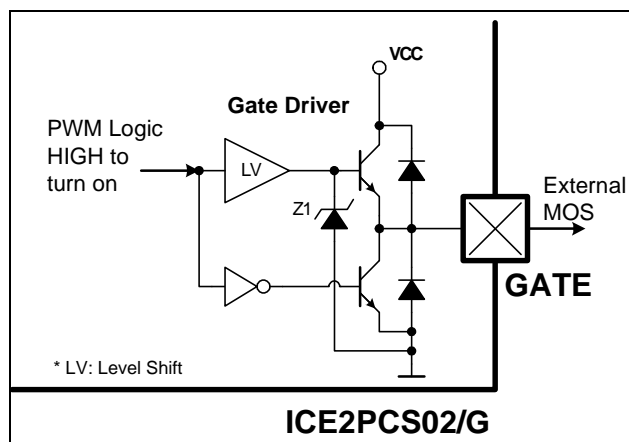 VCC
Gate Driver
PWM Logic
HIGH to
turn on
LV
Z1
External
MOS
GATE
* LV: Level Shift
ICE2PCS02/G